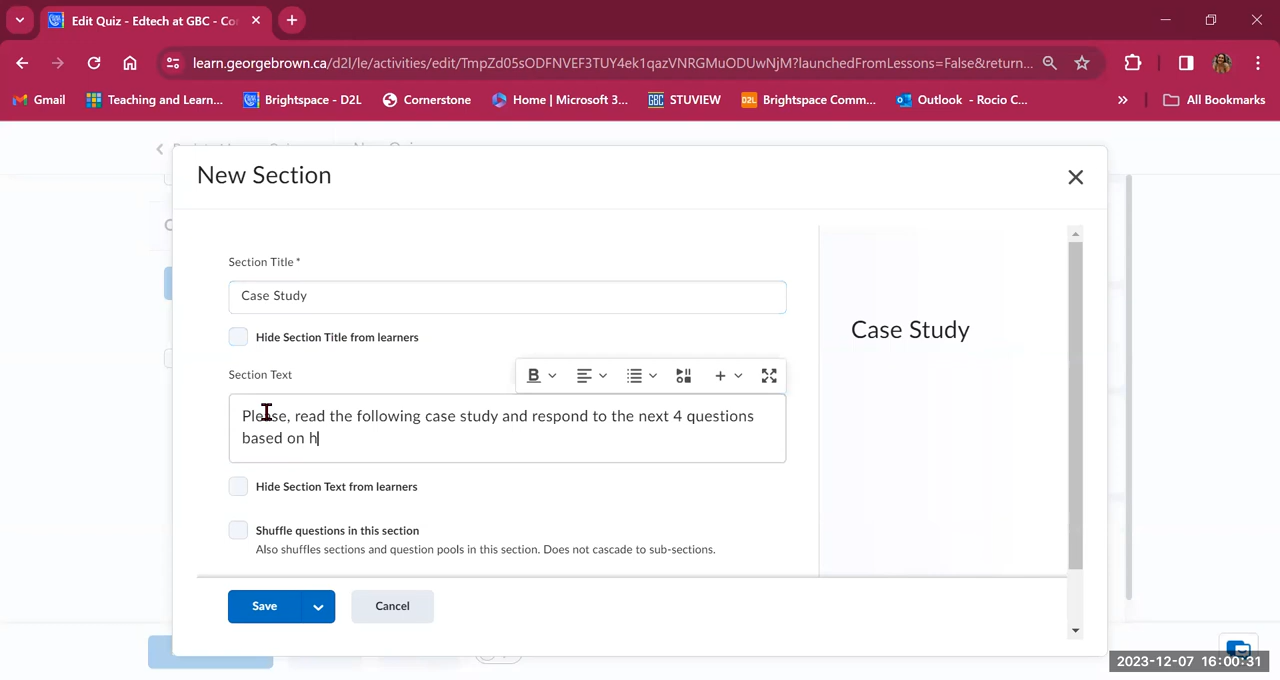 Edit Quiz - Edtech at GBC - Co
learn.georgebrown.ca/d2l/le/activities/edit/TmpZd05sODFNVEF3TUY4ek1qazVNRGMuODUwNjM?launchedFromLessons=False&return...
Gmail Teaching and Learn... Brightspace - D2L Cornerstone Home | Microsoft 3... GBC STUVIEW D2L Brightspace Comm... Outlook - Rocio C... » All Bookmarks
New Section
Section Title *
Case Study
Hide Section Title from learners
Case Study
Section Text
B
Please, read the following case study and respond to the next 4 questions
based on h
Hide Section Text from learners
Shuffle questions in this section
Also shuffles sections and question pools in this section. Does not cascade to sub-sections.
Save Cancel
2023-12-07 16:00:31